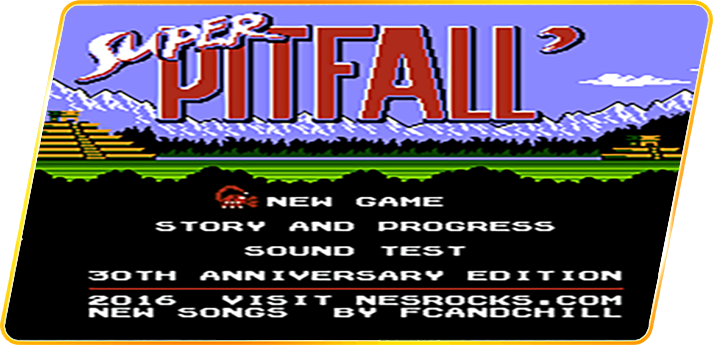 SUPER
PITFALL'
NEW GAME
STORY AND PROGRESS
SOUND TEST
30TH ANNIVERSARY EDITION
2016 VISIT NESROCKS.COM
NEW SONGS BY FCANDCHILL